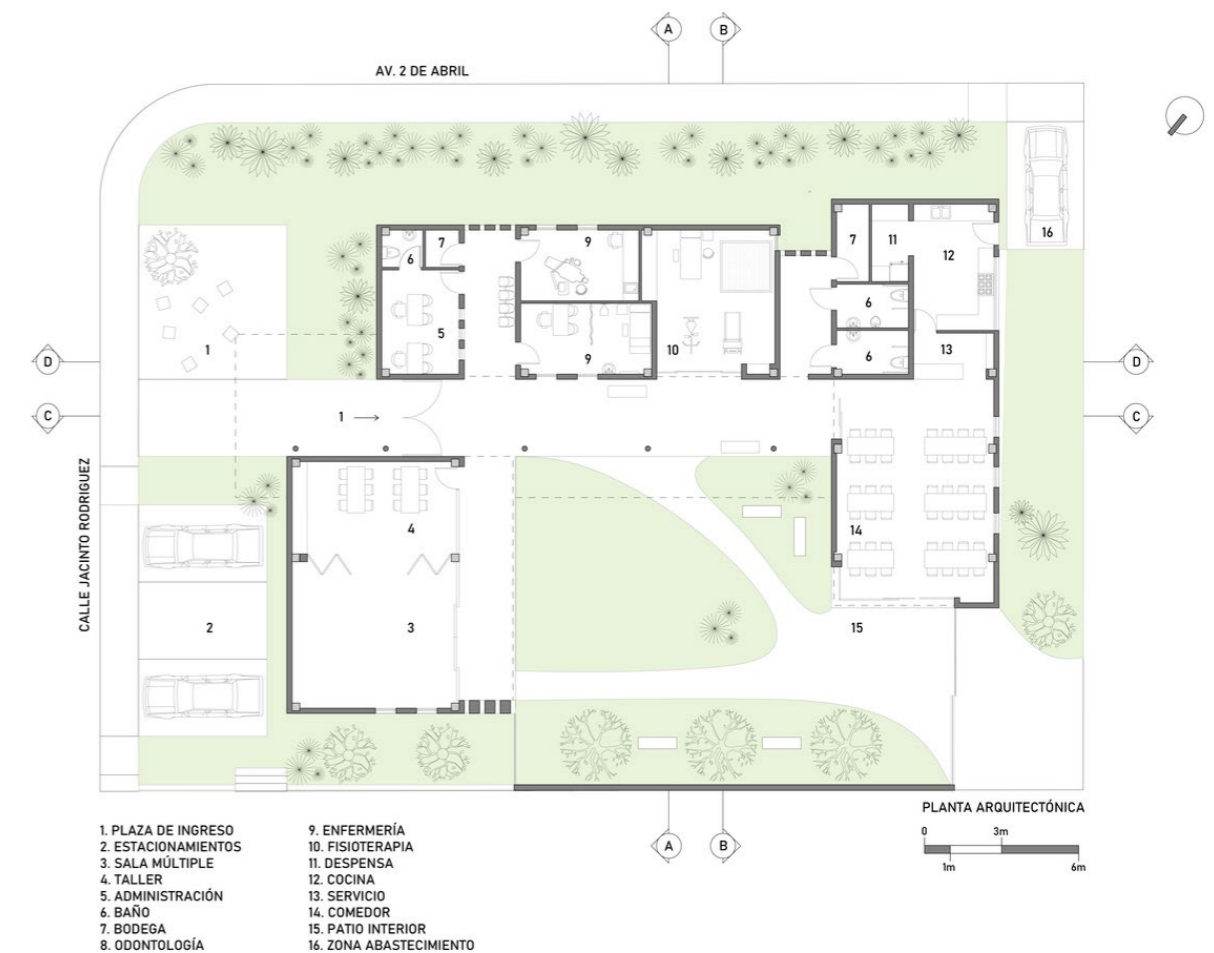 A
B
AV. 2 DE ABRIL
9
7
6
7
11
12
16
6
5
1
9
10
6
13
D
D
1
C
C
4
14
CALLE JACINTO RODRIGUEZ
2
3
15
A
B
PLANTA ARQUITECTÓNICA
0
3m
1m
6m
1. PLAZA DE INGRESO
2. ESTACIONAMIENTOS
3. SALA MÚLTIPLE
4. TALLER
5. ADMINISTRACIÓN
6. BAÑO
7. BODEGA
8. ODONTOLOGÍA
9. ENFERMERÍA
10. FISIOTERAPIA
11. DESPENSA
12. COCINA
13. SERVICIO
14. COMEDOR
15. PATIO INTERIOR
16. ZONA ABASTECIMIENTO